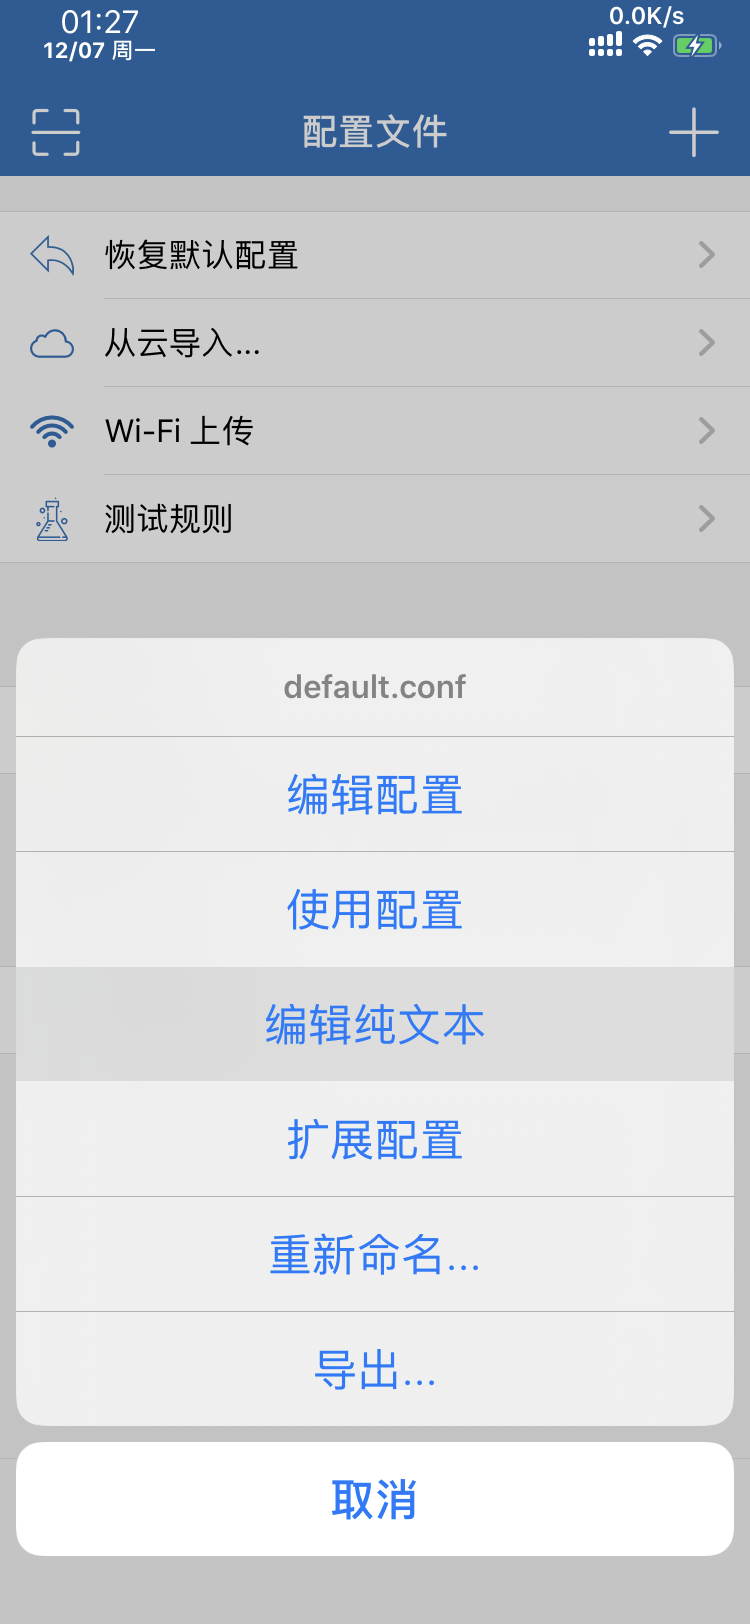 01:27
0.0K/s
12/07 周一
配置文件
恢复默认配置
从云导入...
Wi-Fi 上传
测试规则
default.conf
编辑配置
使用配置
编辑纯文本
扩展配置
重新命名...
导出...
取消